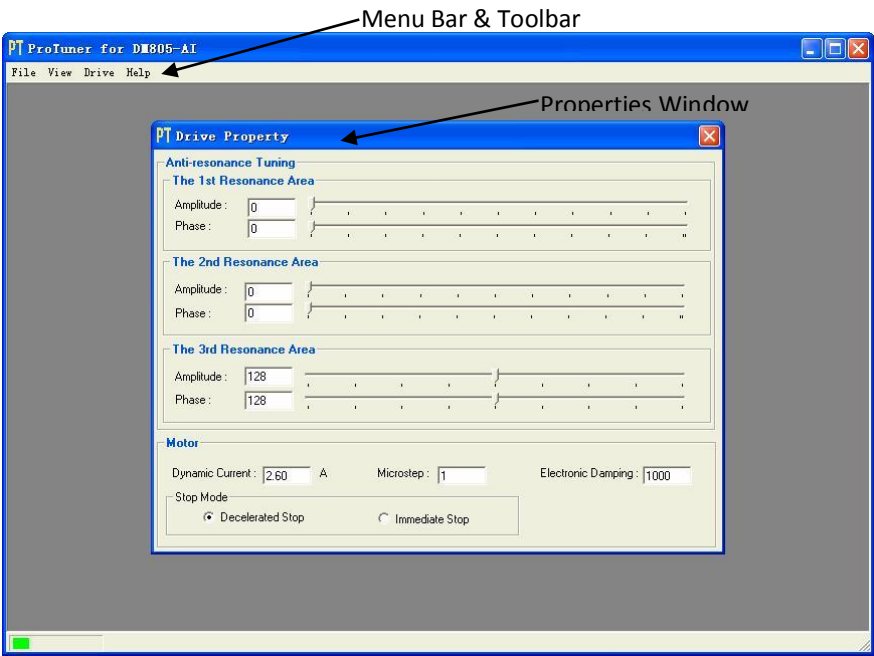 Menu Bar & Toolbar
PT ProTuner for DM805-AI
File View Drive Help
Properties Window
PT Drive Property
Anti-resonance Tuning
The 1st Resonance Area
Amplitude : 0
Phase : 0
The 2nd Resonance Area
Amplitude : 0
Phase : 0
The 3rd Resonance Area
Amplitude : 128
Phase : 128
Motor
Dynamic Current : 2.60 A Microstep : 1 Electronic Damping : 1000
Stop Mode
Decelerated Stop Immediate Stop